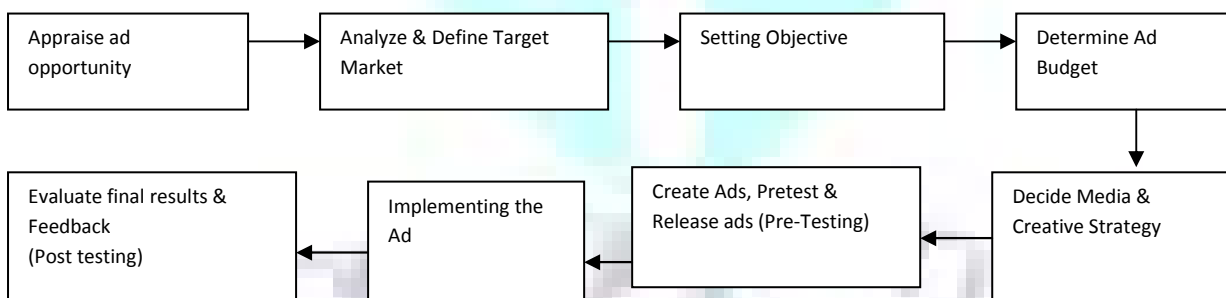 Appraise ad
opportunity
Analyze & Define Target
Market
Setting Objective
Determine Ad
Budget
Decide Media &
Creative Strategy
Create Ads, Pretest &
Release ads (Pre-Testing)
Implementing the
Ad
Evaluate final results &
Feedback
(Post testing)